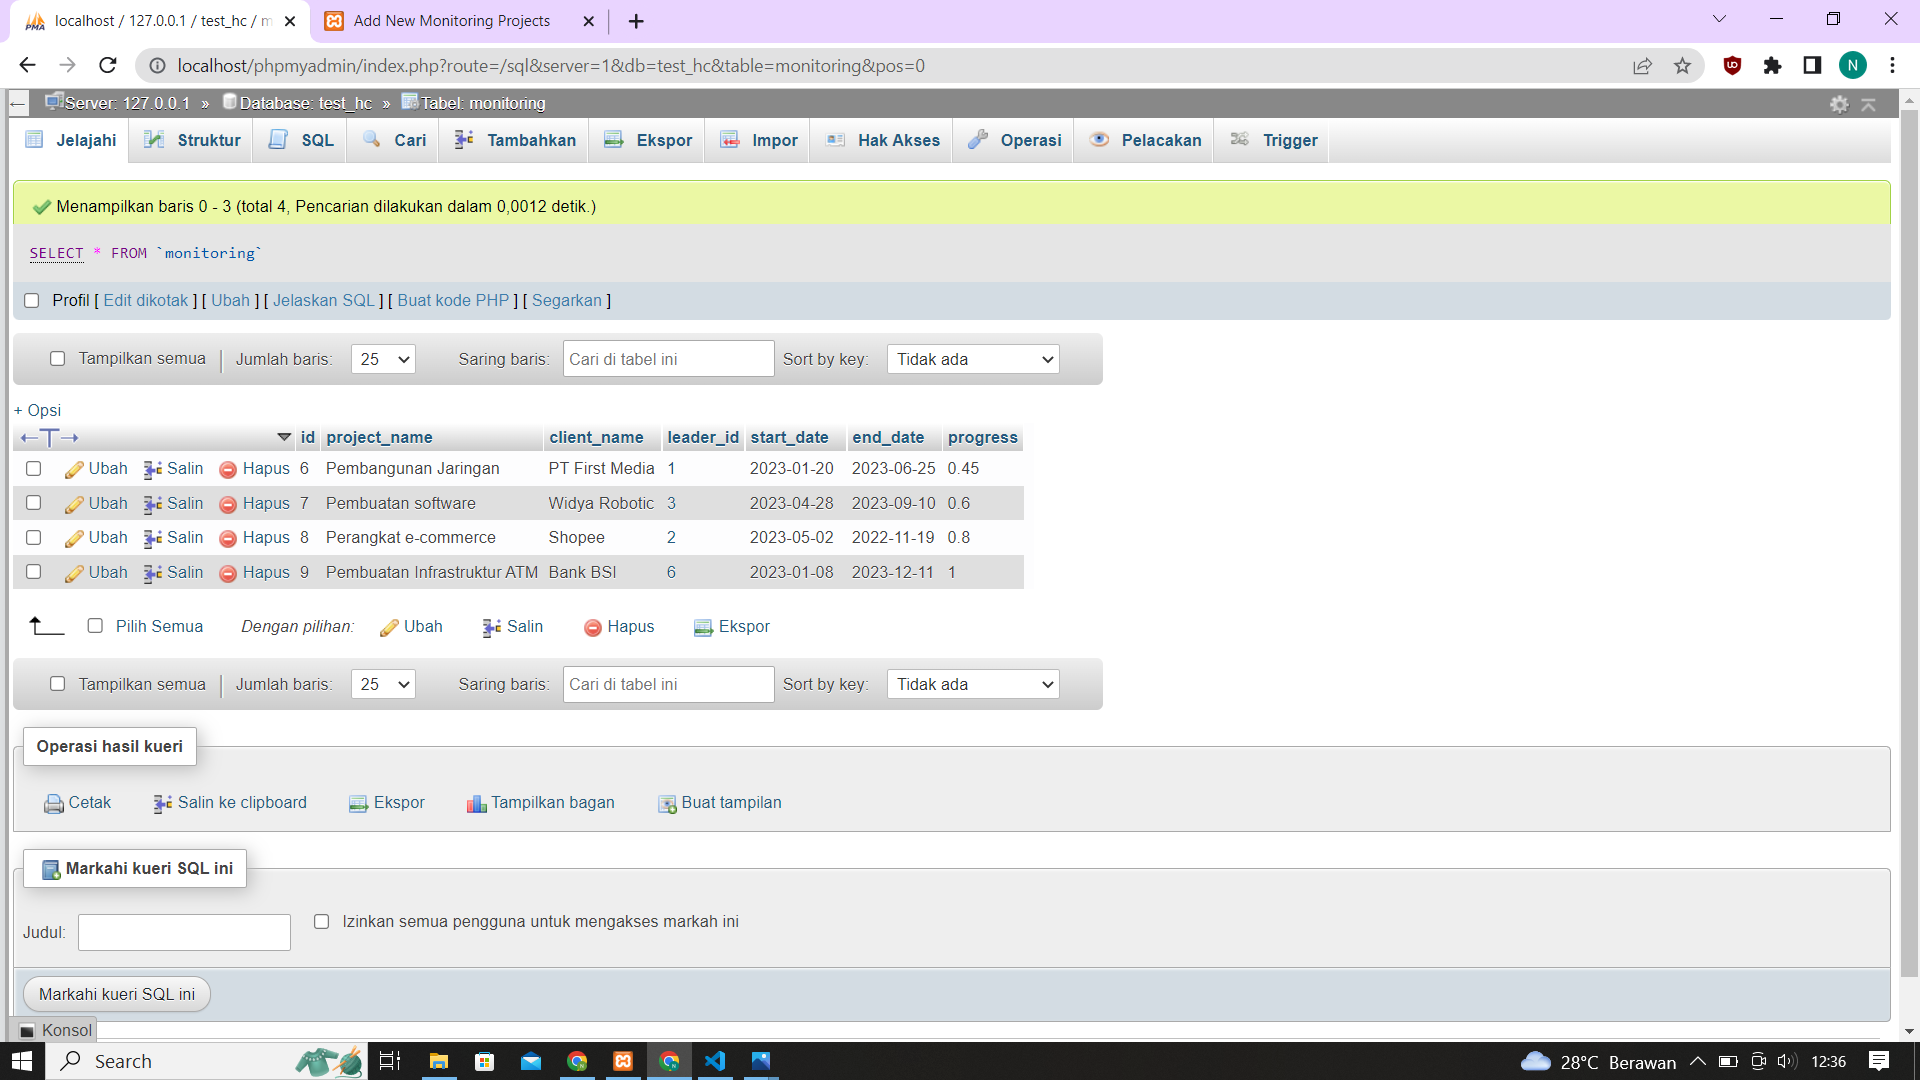 localhost / 127.0.0.1 / test_hc / m
Add New Monitoring Projects
localhost/phpmyadmin/index.php?route=/sql&server=1&db=test_hc&table=monitoring&pos=0
N
Server: 127.0.0.1 » Database: test_hc » Tabel: monitoring
Jelajahi Struktur SQL Cari Tambahkan Ekspor Impor Hak Akses Operasi Pelacakan Trigger
Menampilkan baris 0 - 3 (total 4, Pencarian dilakukan dalam 0,0012 detik.)
SELECT * FROM `monitoring`
Profil [ Edit dikotak ] [ Ubah ] [ Jelaskan SQL ] [ Buat kode PHP ] [ Segarkan ]
Tampilkan semua Jumlah baris: 25 Saring baris: Cari di tabel ini Sort by key: Tidak ada
+ Opsi
←T→ id project_name client_name leader_id start_date end_date progress
Ubah Salin Hapus 6 Pembangunan Jaringan PT First Media 1 2023-01-20 2023-06-25 0.45
Ubah Salin Hapus 7 Pembuatan software Widya Robotic 3 2023-04-28 2023-09-10 0.6
Ubah Salin Hapus 8 Perangkat e-commerce Shopee 2 2023-05-02 2022-11-19 0.8
Ubah Salin Hapus 9 Pembuatan Infrastruktur ATM Bank BSI 6 2023-01-08 2023-12-11 1
Pilih Semua Dengan pilihan: Ubah Salin Hapus Ekspor
Tampilkan semua Jumlah baris: 25 Saring baris: Cari di tabel ini Sort by key: Tidak ada
Operasi hasil kueri
Cetak Salin ke clipboard Ekspor Tampilkan bagan Buat tampilan
Markahi kueri SQL ini
Judul: Izinkan semua pengguna untuk mengakses markah ini
Markahi kueri SQL ini
Konsol
Search
28°C Berawan 12:36